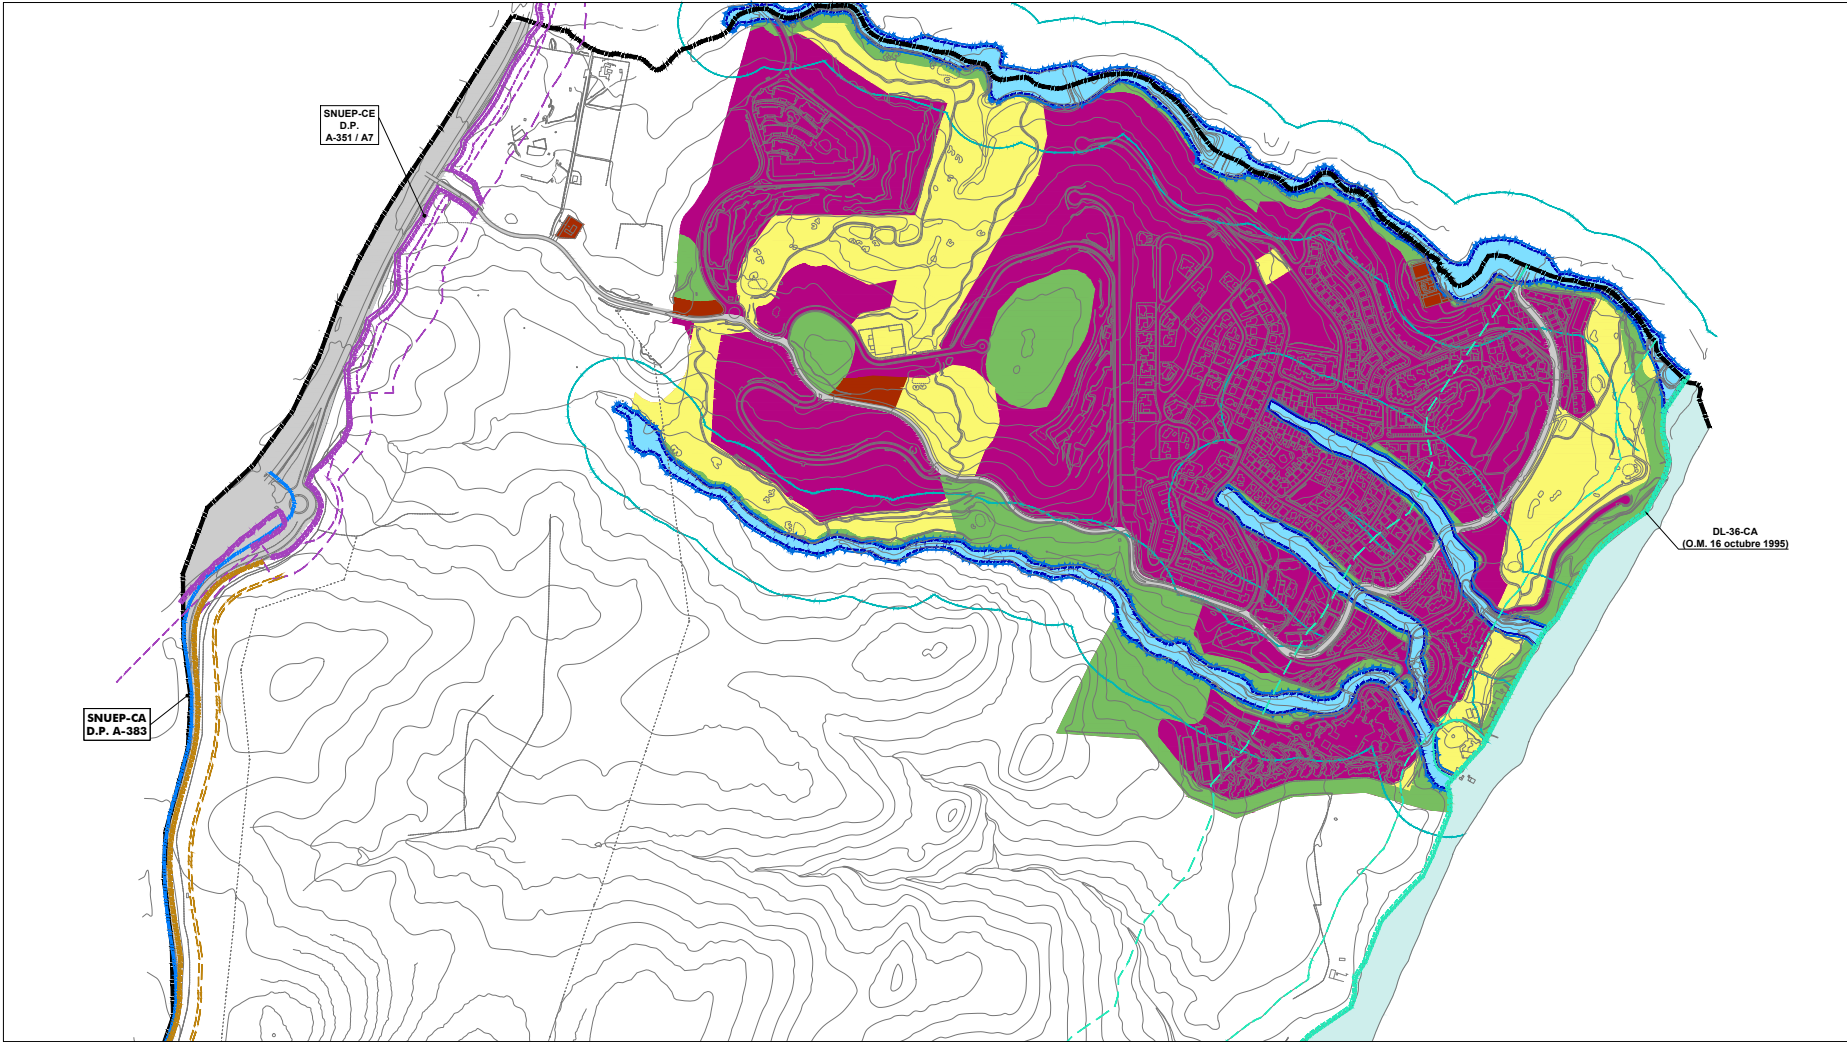 SNUEP-CE
D.P.
A-351 / A7
DL-36-CA
(O.M. 16 octubre 1995)
SNUEP-CA
D.P. A-383